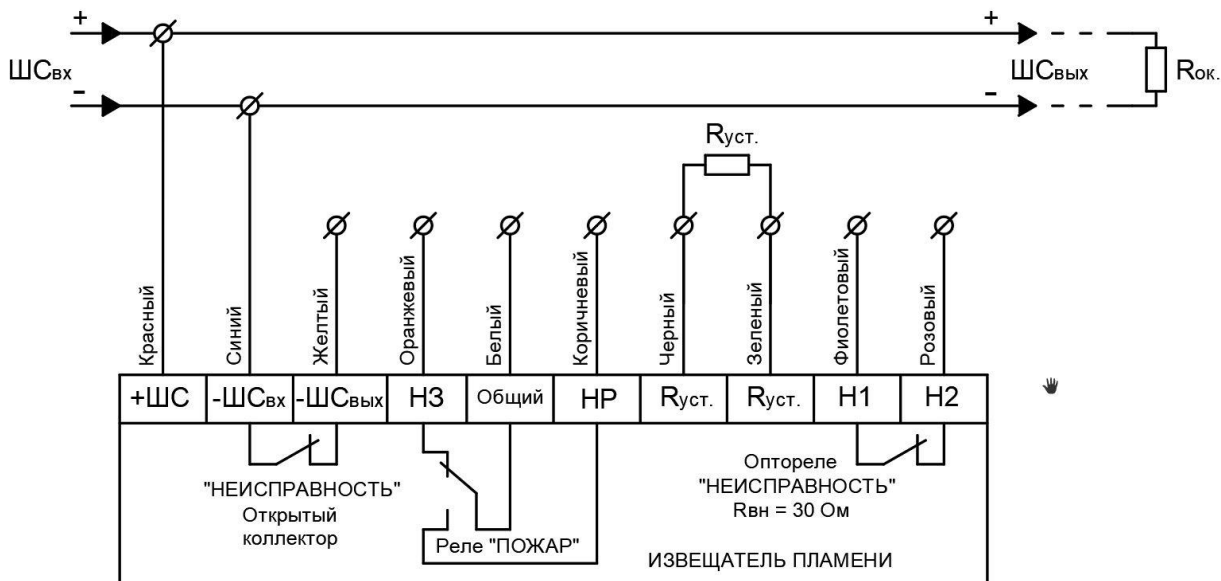 + +
ШСвх ШСвых Rок.
- -
Rуст.
Красный Синий Желтый Оранжевый Белый Коричневый Черный Зеленый Фиолетовый Розовый
+ШС -ШСвх -ШСвых НЗ Общий НР Rуст. Rуст. Н1 Н2
"НЕИСПРАВНОСТЬ"
Открытый
коллектор
Реле "ПОЖАР"
Оптореле
"НЕИСПРАВНОСТЬ"
Rвн = 30 Ом
ИЗВЕЩАТЕЛЬ ПЛАМЕНИ